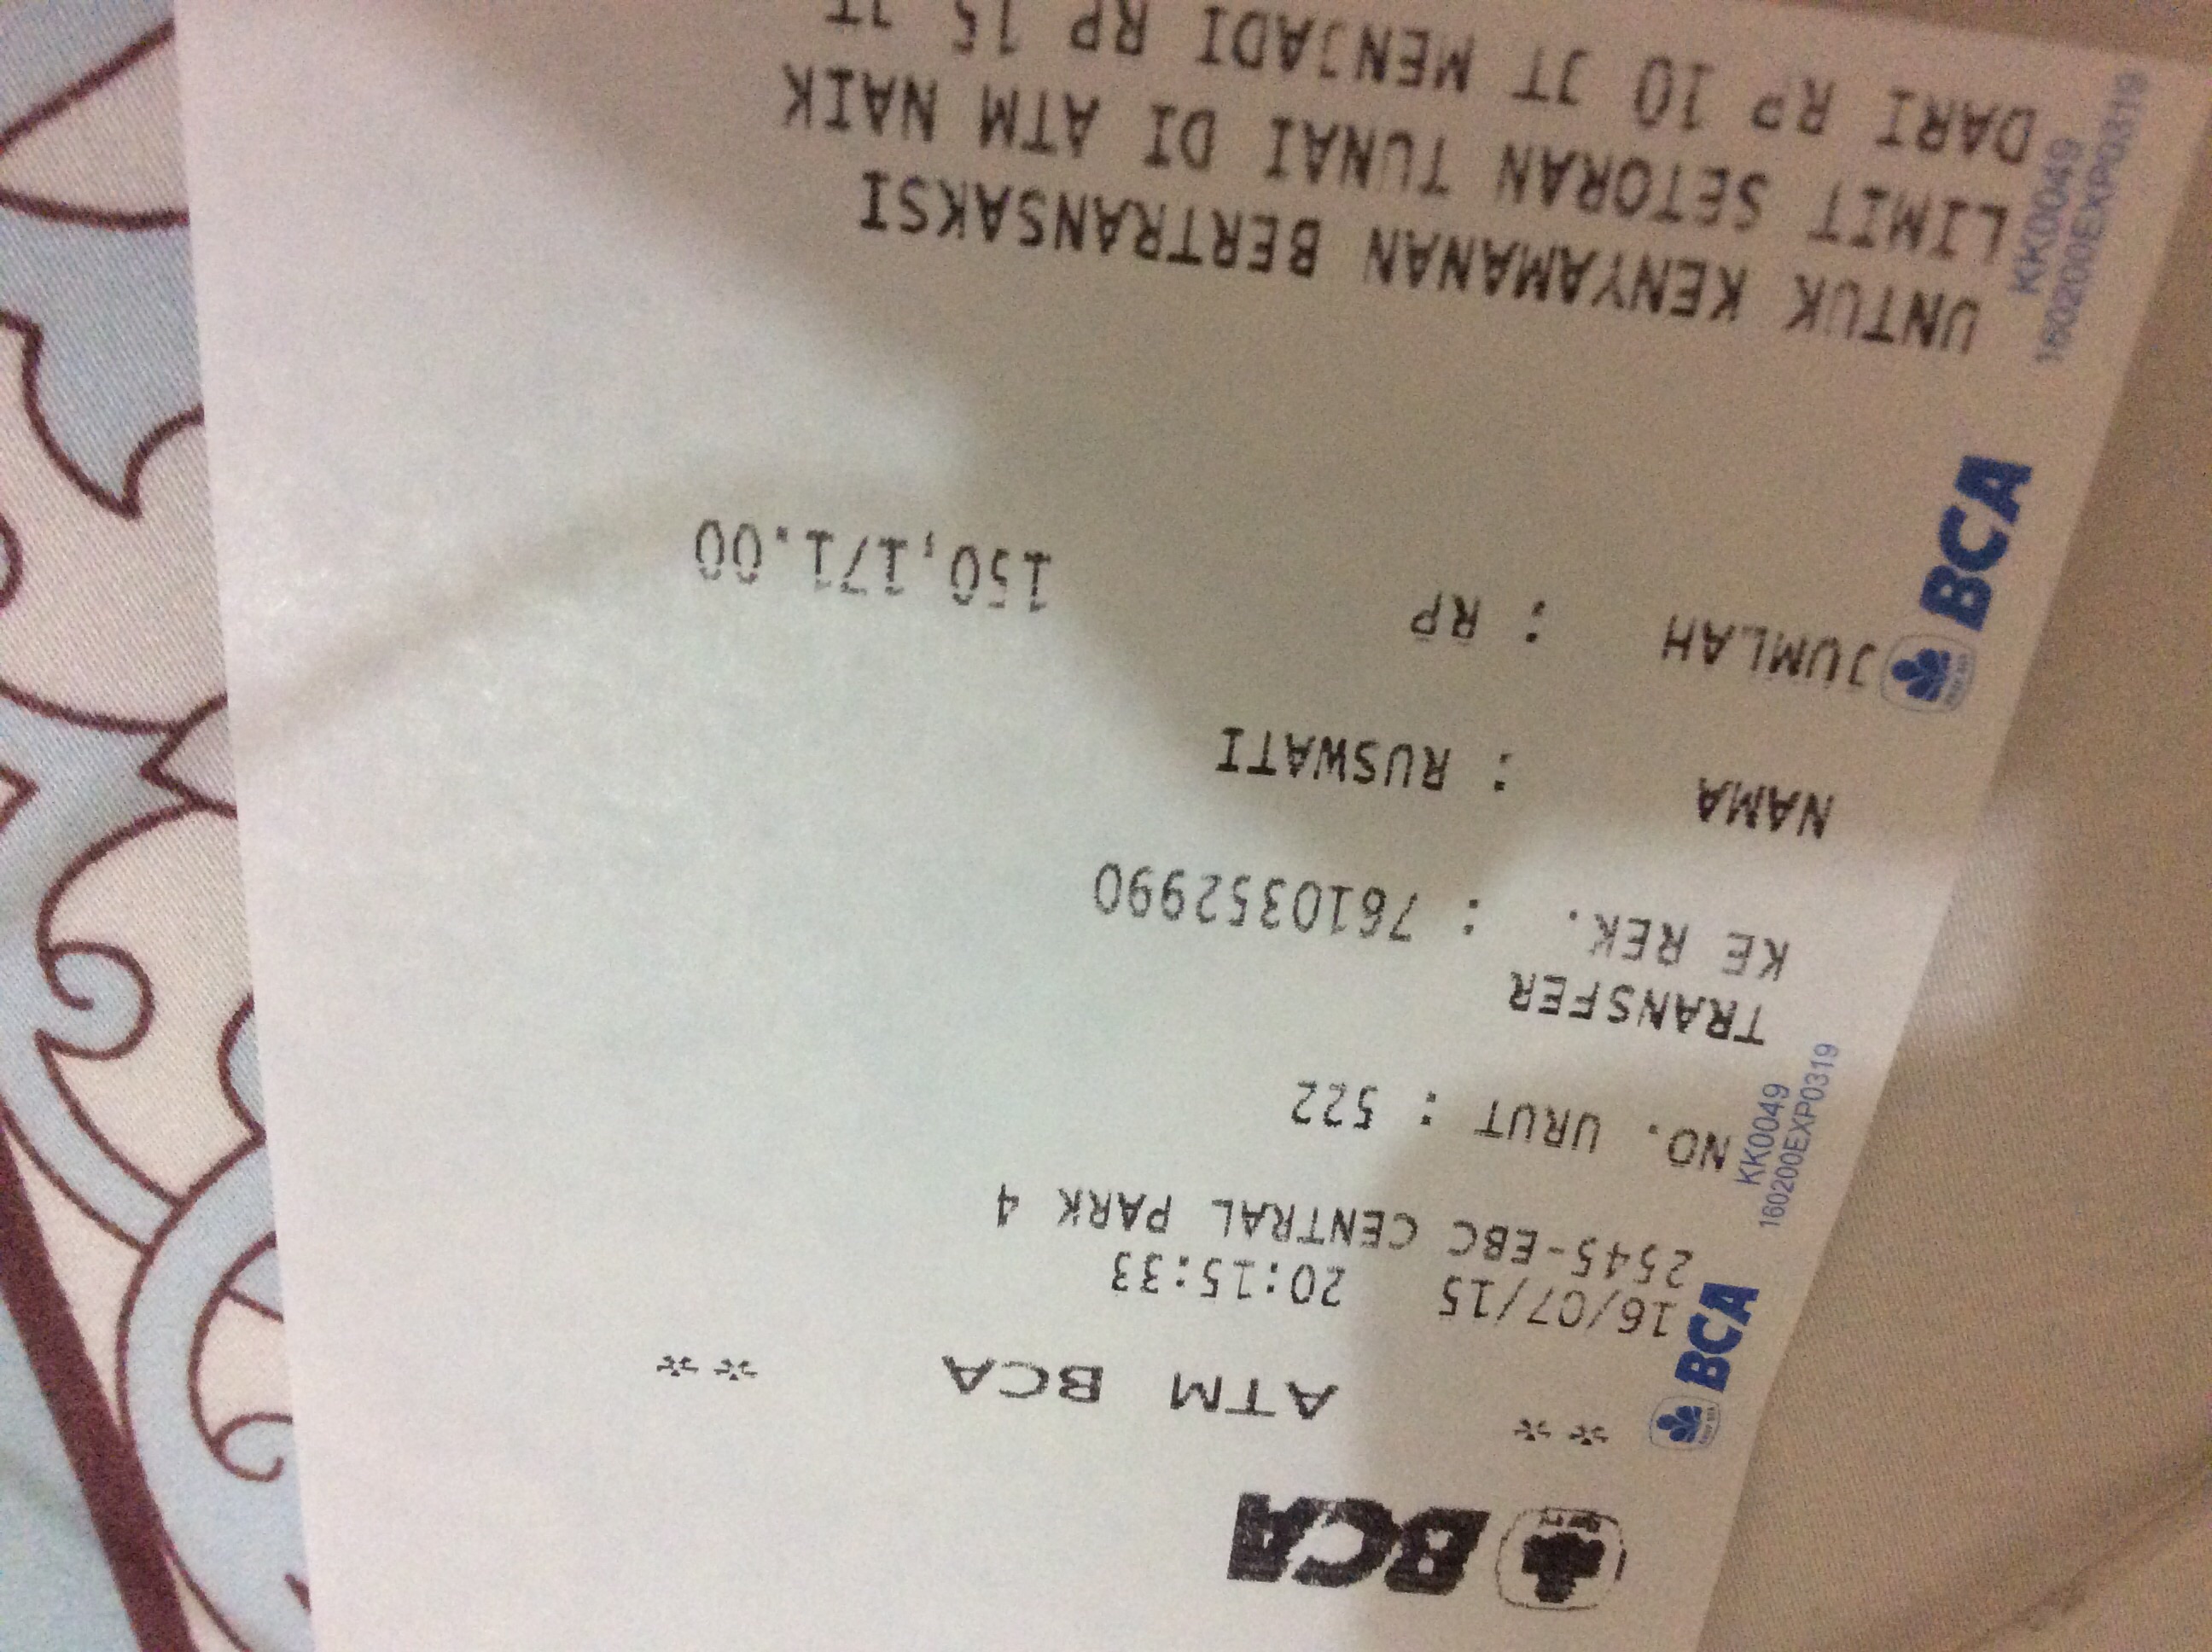 BCA
** ATM BCA **
16/07/15 20:15:33
2545-EBC CENTRAL PARK 4
NO. URUT : 522
TRANSFER
KE REK. : 7610352990
NAMA : RUSWATI
JUMLAH : RP 150,171.00
UNTUK KENYAMANAN BERTRANSAKSI
LIMIT SETORAN TUNAI DI ATM NAIK
DARI RP 10 JT MENJADI RP 15 JT
BCA
KK0049
160200EXP0319
BCA
KK0049
160200EXP0319